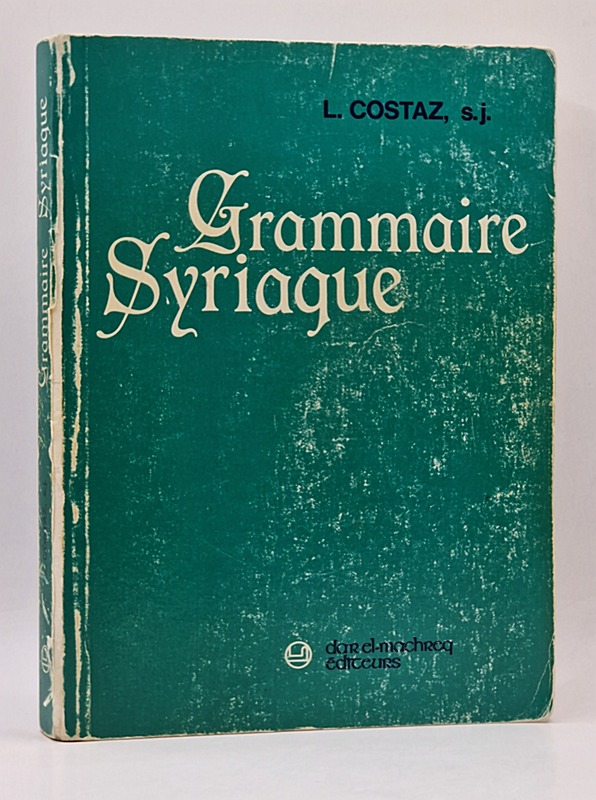 L. COSTAZ, s.j.
Grammaire
Syriaque
dar el-machreq
éditeurs
Grammaire Syriaque